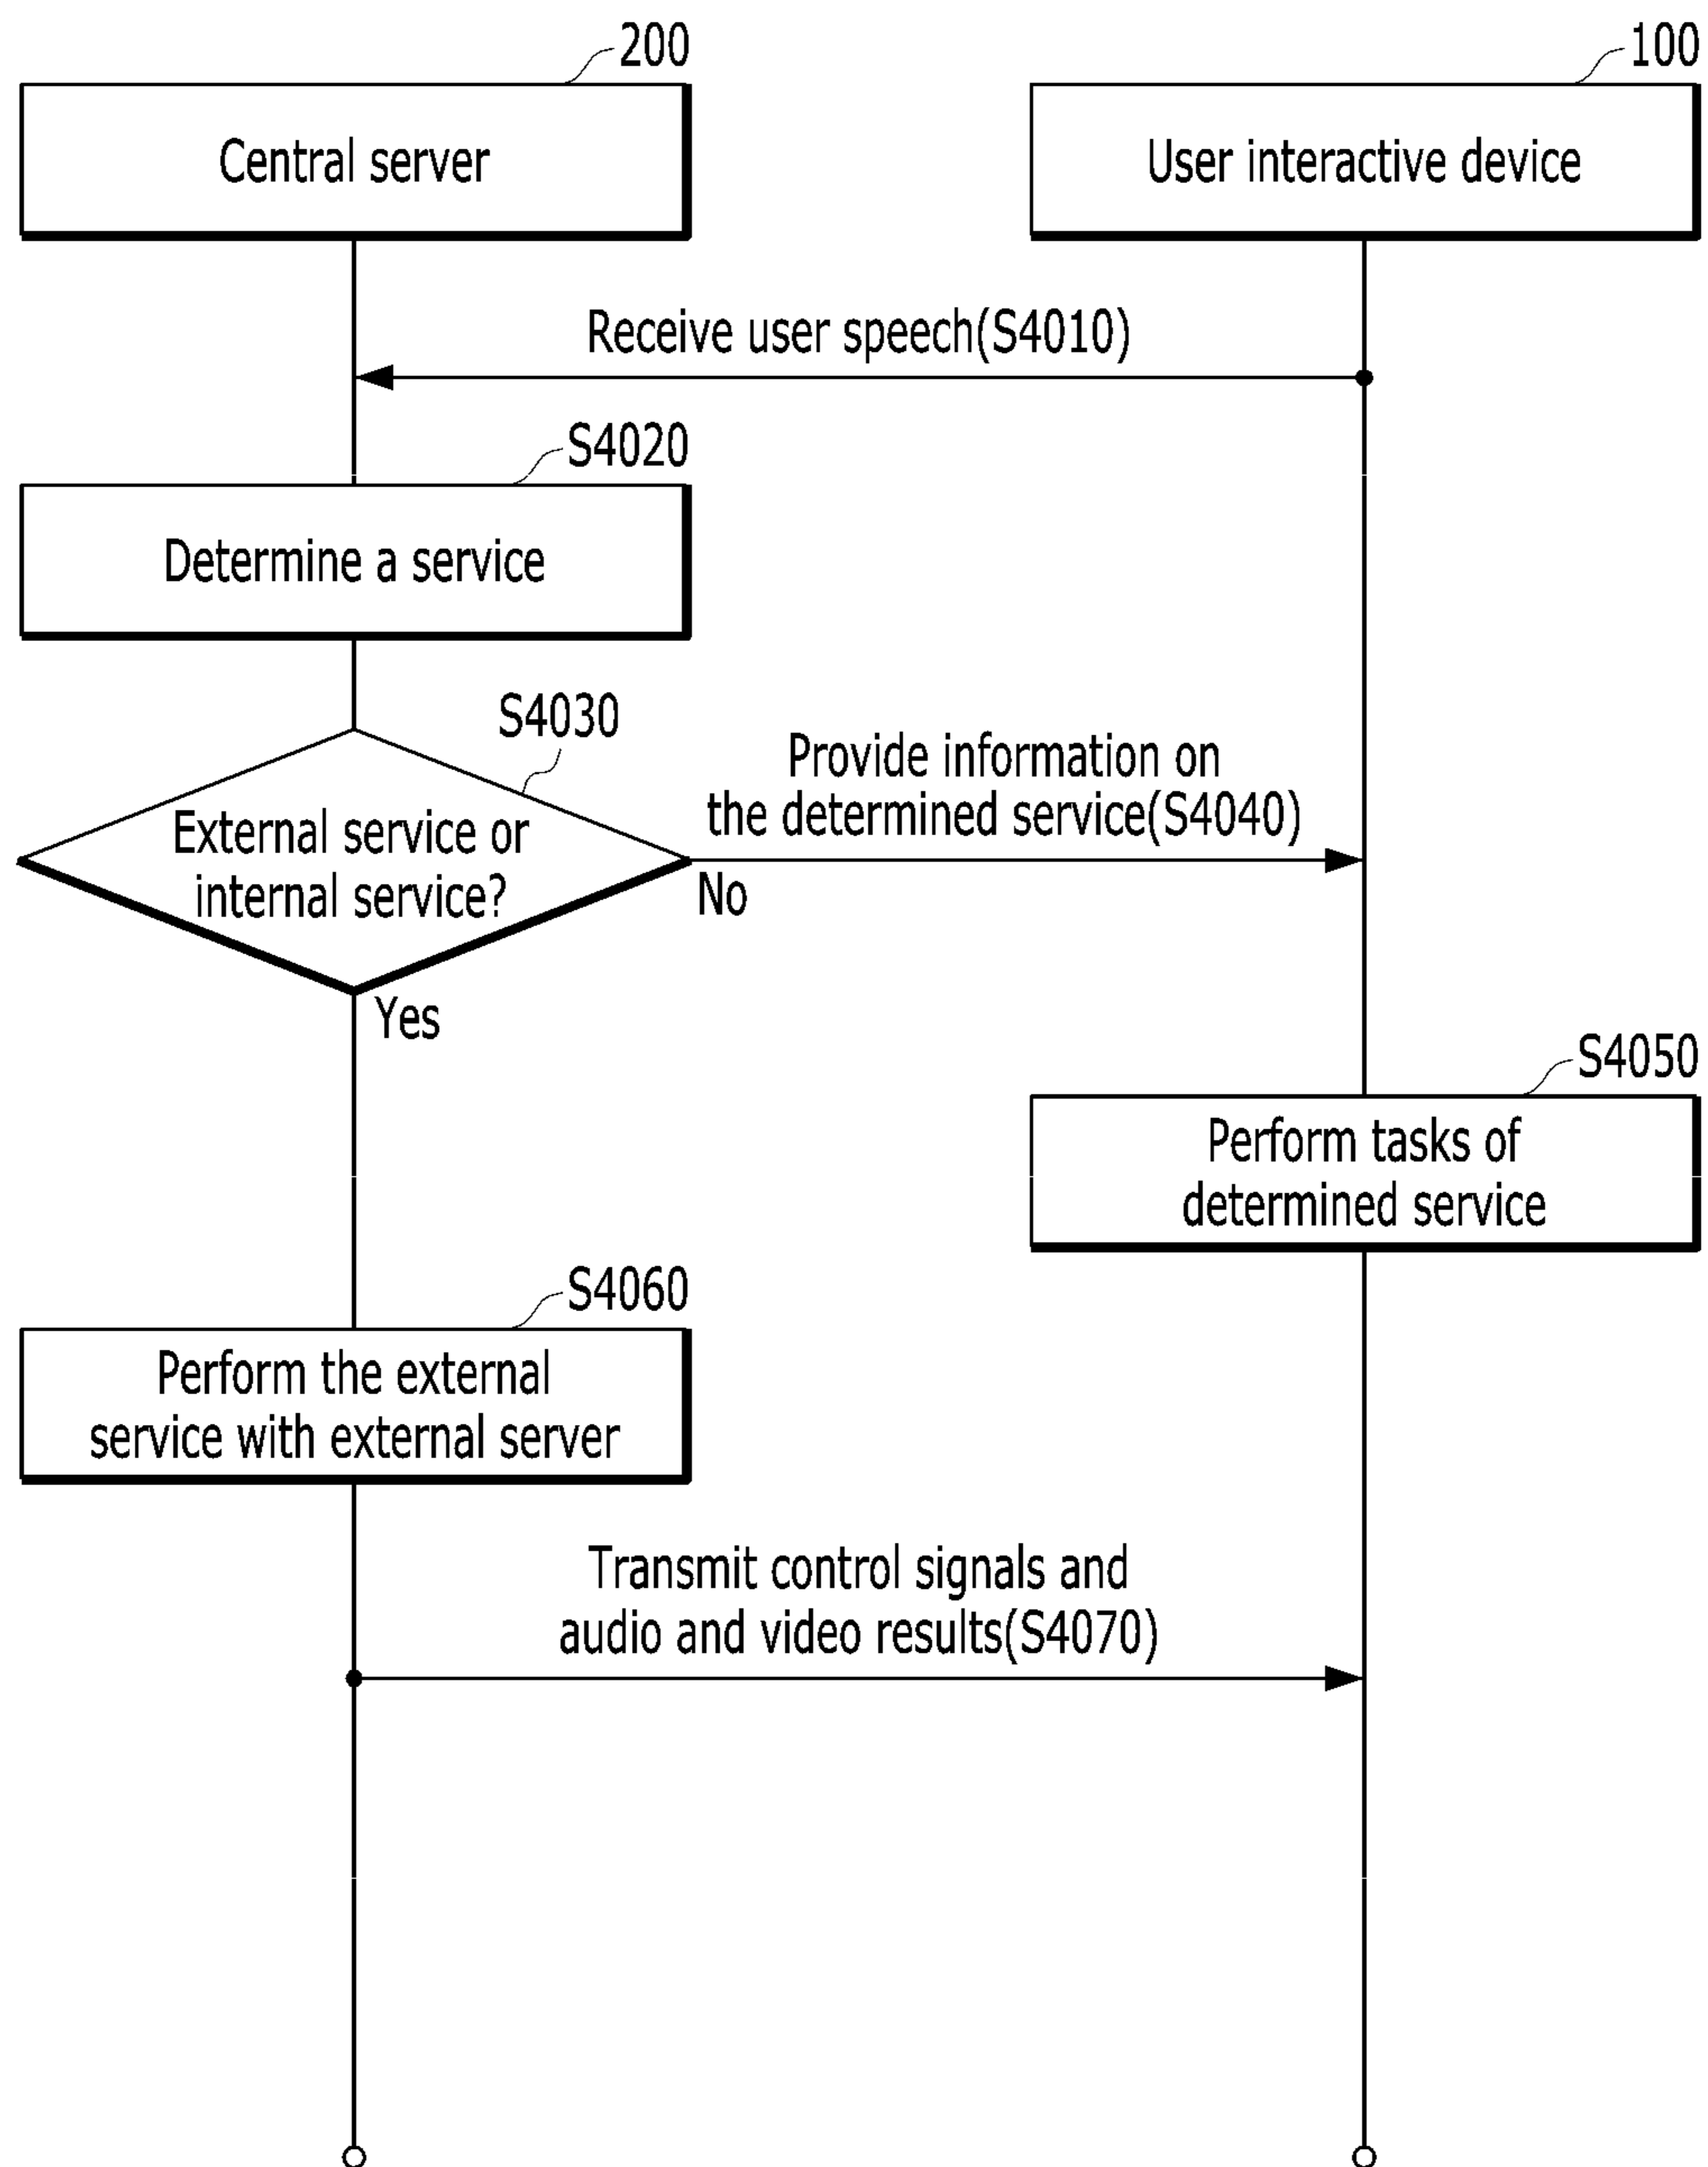 200
100
Central server
User interactive device
Receive user speech(S4010)
S4020
Determine a service
S4030
External service or
internal service?
Provide information on
the determined service(S4040)
No
Yes
S4050
Perform tasks of
determined service
S4060
Perform the external
service with external server
Transmit control signals and
audio and video results(S4070)